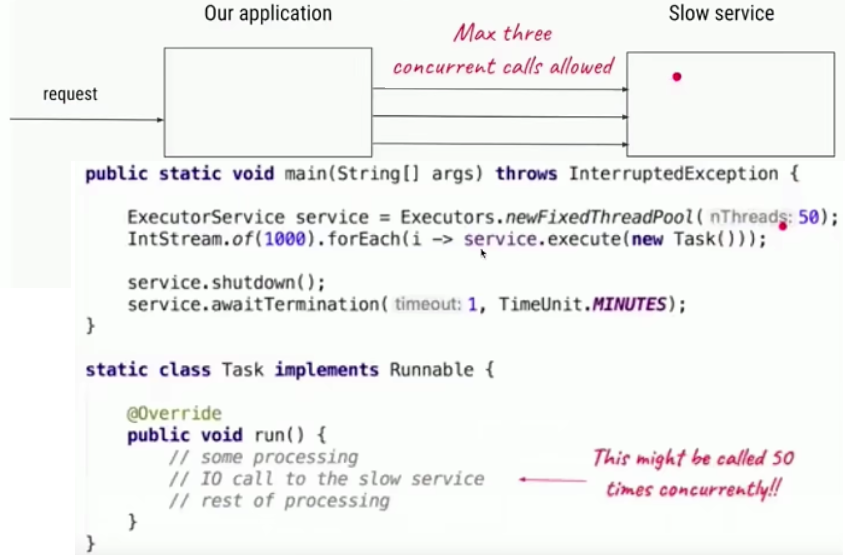 Our application
Slow service
Max three
concurrent calls allowed
request
public static void main(String[] args) throws InterruptedException {
ExecutorService service = Executors.newFixedThreadPool( nThreads: 50);
IntStream.of(1000).forEach(i -> service.execute(new Task()));
service.shutdown();
service.awaitTermination( timeout: 1, TimeUnit.MINUTES);
}
static class Task implements Runnable {
@Override
public void run() {
// some processing
// IO call to the slow service
// rest of processing
This might be called 50
times concurrently!!
}
}